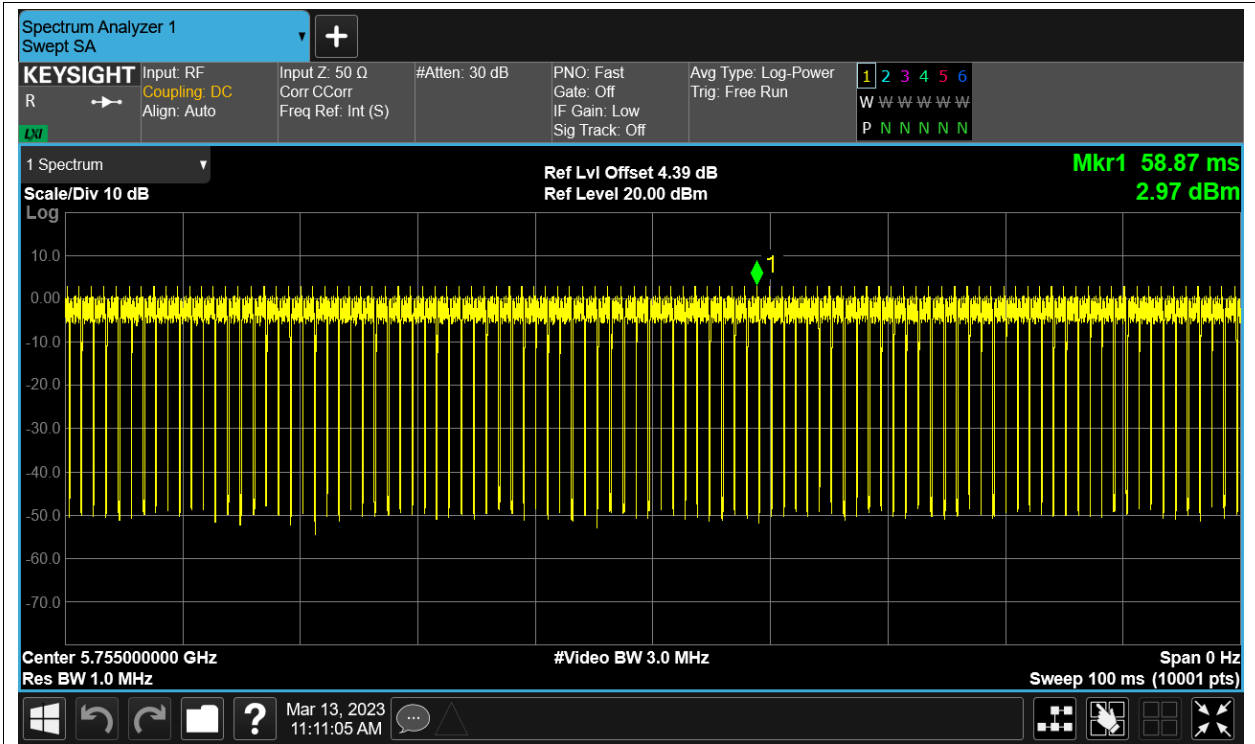 Spectrum Analyzer 1
Swept SA
KEYSIGHT
R
LXI
Input: RF
Coupling: DC
Align: Auto
Input Z: 50 Ω
Corr CCorr
Freq Ref: Int (S)
#Atten: 30 dB
PNO: Fast
Gate: Off
IF Gain: Low
Sig Track: Off
Avg Type: Log-Power
Trig: Free Run
1 2 3 4 5 6
W W W W W W
P N N N N N
1 Spectrum
Scale/Div 10 dB
Ref Lvl Offset 4.39 dB
Ref Level 20.00 dBm
Mkr1 58.87 ms
2.97 dBm
Log
10.0
1
0.00
-10.0
-20.0
-30.0
-40.0
-50.0
-60.0
-70.0
Center 5.755000000 GHz
#Video BW 3.0 MHz
Span 0 Hz
Res BW 1.0 MHz
Sweep 100 ms (10001 pts)
?
Mar 13, 2023
11:11:05 AM